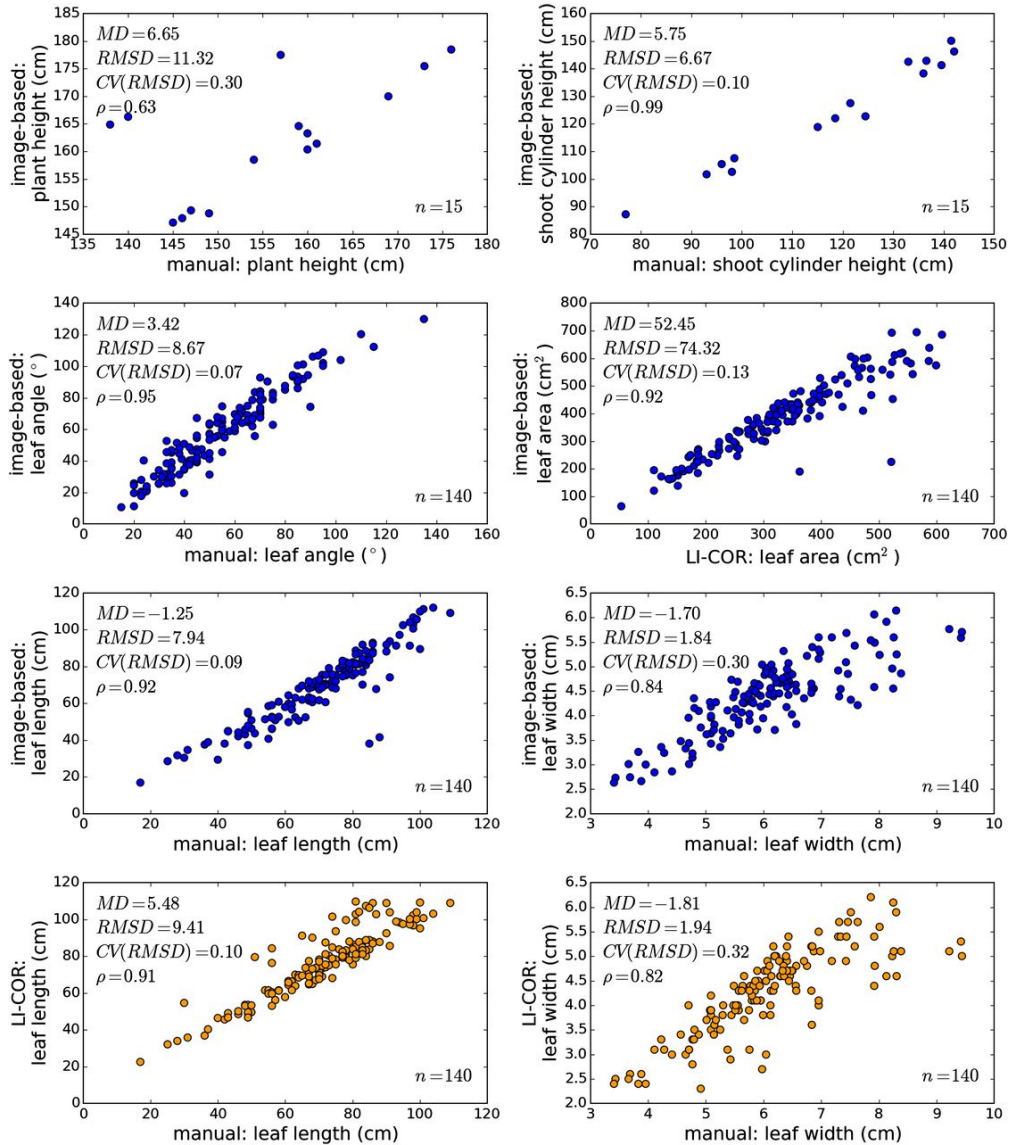 MD=6.65
RMSD=11.32
CV(RMSD)=0.30
ρ=0.63
n=15
185
180
175
170
165
160
155
150
145
135 140 145 150 155 160 165 170 175 180
image-based:
plant height (cm)
manual: plant height (cm)
MD=5.75
RMSD=6.67
CV(RMSD)=0.10
ρ=0.99
n=15
160
150
140
130
120
110
100
90
80
70 80 90 100 110 120 130 140 150
image-based:
shoot cylinder height (cm)
manual: shoot cylinder height (cm)
MD=3.42
RMSD=8.67
CV(RMSD)=0.07
ρ=0.95
n=140
140
120
100
80
60
40
20
0
0 20 40 60 80 100 120 140 160
image-based:
leaf angle (°)
manual: leaf angle (°)
MD=52.45
RMSD=74.32
CV(RMSD)=0.13
ρ=0.92
n=140
800
700
600
500
400
300
200
100
0
0 100 200 300 400 500 600 700
image-based:
leaf area (cm²)
LI-COR: leaf area (cm²)
MD=−1.25
RMSD=7.94
CV(RMSD)=0.09
ρ=0.92
n=140
120
100
80
60
40
20
0
0 20 40 60 80 100 120
image-based:
leaf length (cm)
manual: leaf length (cm)
MD=−1.70
RMSD=1.84
CV(RMSD)=0.30
ρ=0.84
n=140
6.5
6.0
5.5
5.0
4.5
4.0
3.5
3.0
2.5
2.0
3 4 5 6 7 8 9 10
image-based:
leaf width (cm)
manual: leaf width (cm)
MD=5.48
RMSD=9.41
CV(RMSD)=0.10
ρ=0.91
n=140
120
100
80
60
40
20
0
0 20 40 60 80 100 120
LI-COR:
leaf length (cm)
manual: leaf length (cm)
MD=−1.81
RMSD=1.94
CV(RMSD)=0.32
ρ=0.82
n=140
6.5
6.0
5.5
5.0
4.5
4.0
3.5
3.0
2.5
2.0
3 4 5 6 7 8 9 10
LI-COR:
leaf width (cm)
manual: leaf width (cm)